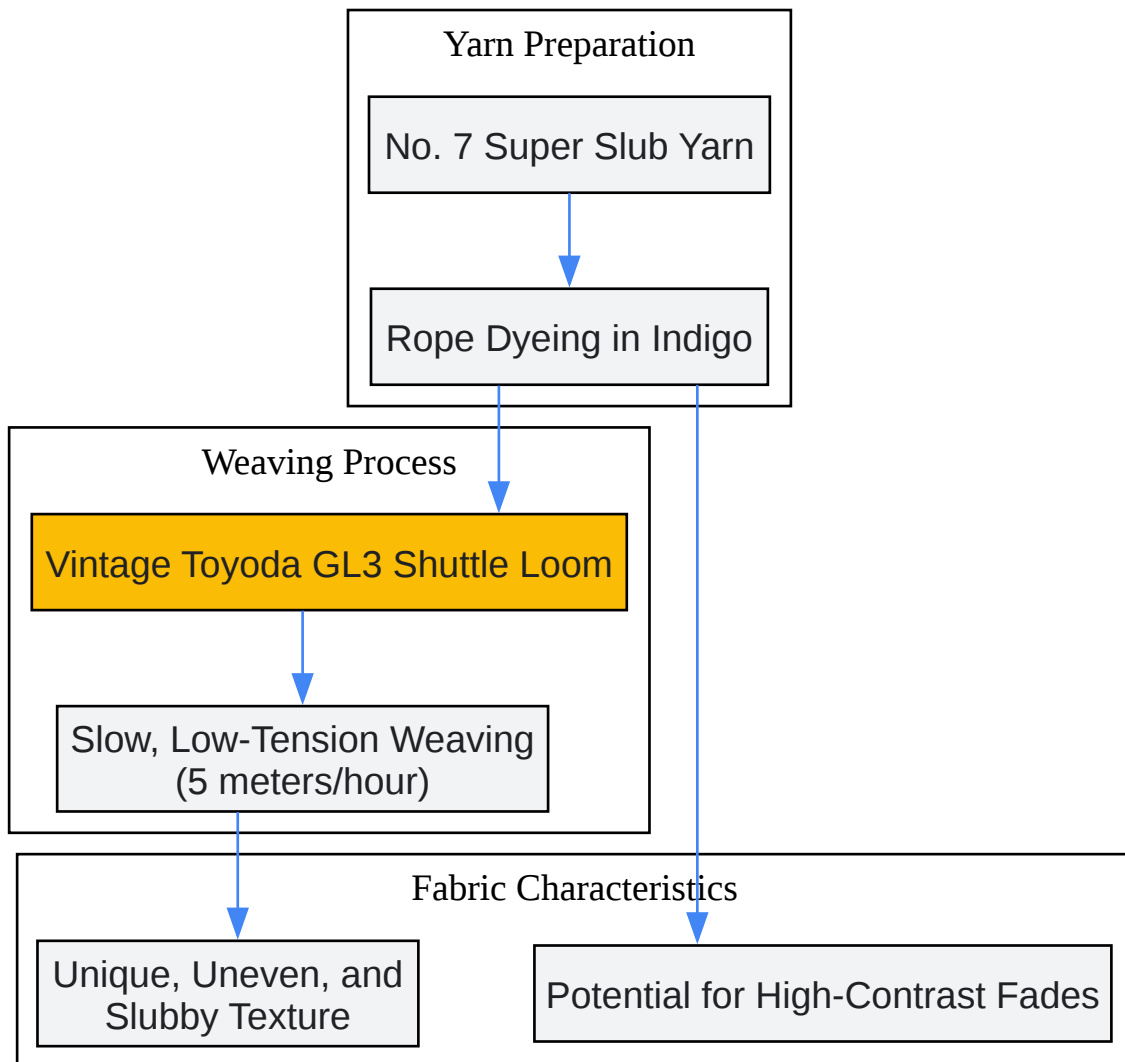 Yarn Preparation
No. 7 Super Slub Yarn
Rope Dyeing in Indigo
Weaving Process
Vintage Toyoda GL3 Shuttle Loom
Slow, Low-Tension Weaving
(5 meters/hour)
Fabric Characteristics
Unique, Uneven, and
Slubby Texture
Potential for High-Contrast Fades